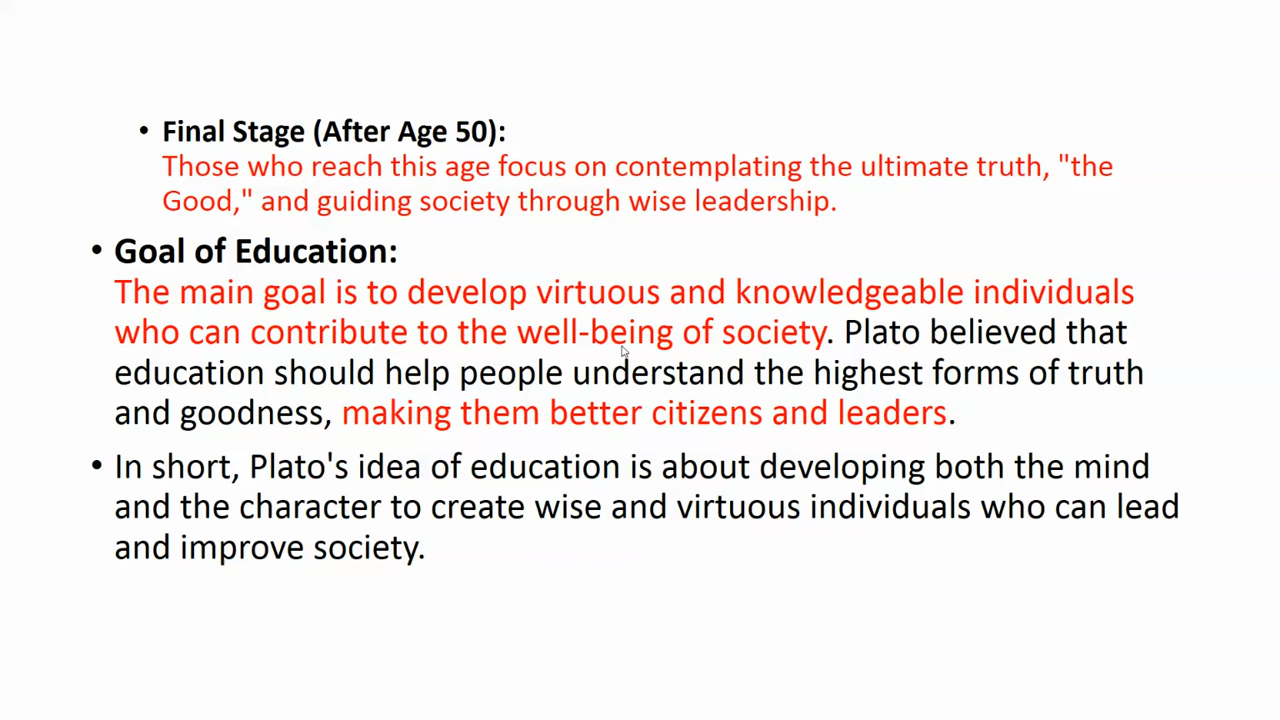 • Final Stage (After Age 50):
Those who reach this age focus on contemplating the ultimate truth, "the
Good," and guiding society through wise leadership.
• Goal of Education:
The main goal is to develop virtuous and knowledgeable individuals
who can contribute to the well-being of society. Plato believed that
education should help people understand the highest forms of truth
and goodness, making them better citizens and leaders.
• In short, Plato's idea of education is about developing both the mind
and the character to create wise and virtuous individuals who can lead
and improve society.